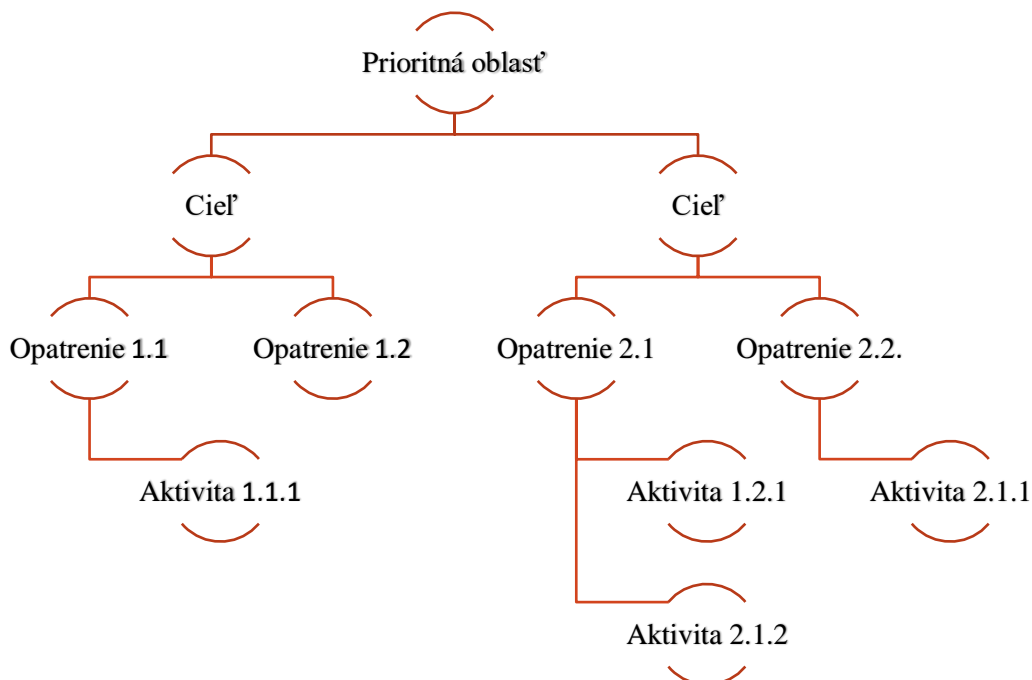 Prioritná oblasť
Cieľ
Cieľ
Opatrenie 1.1
Opatrenie 1.2
Opatrenie 2.1
Opatrenie 2.2.
Aktivita 1.1.1
Aktivita 1.2.1
Aktivita 2.1.1
Aktivita 2.1.2